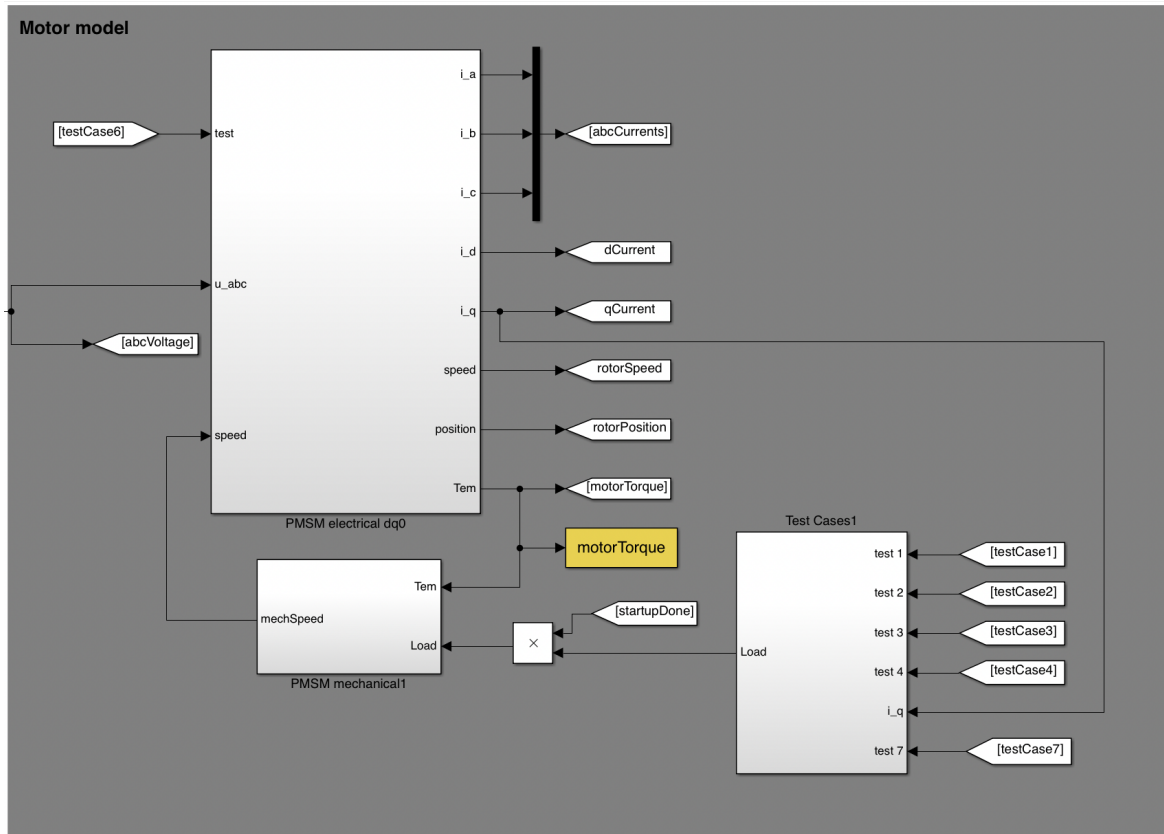 Motor model
i_a
[testCase6]
test
i_b
[abcCurrents]
i_c
i_d
dCurrent
u_abc
i_q
qCurrent
[abcVoltage]
speed
rotorSpeed
speed
position
rotorPosition
Tem
[motorTorque]
PMSM electrical dq0
motorTorque
Test Cases1
test 1
[testCase1]
Tem
test 2
[testCase2]
[startupDone]
mechSpeed
test 3
[testCase3]
Load
×
Load
test 4
[testCase4]
PMSM mechanical1
i_q
test 7
[testCase7]